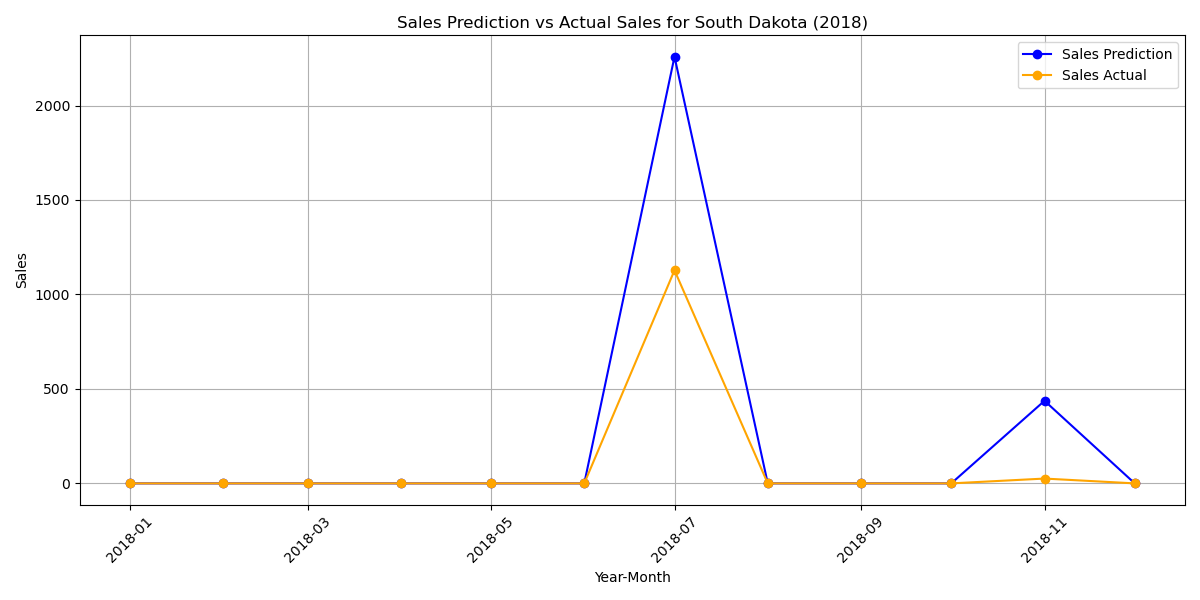 Sales Prediction vs Actual Sales for South Dakota (2018)
Sales Prediction
Sales Actual
2000
1500
1000
500
0
Sales
2018-01
2018-03
2018-05
2018-07
2018-09
2018-11
Year-Month